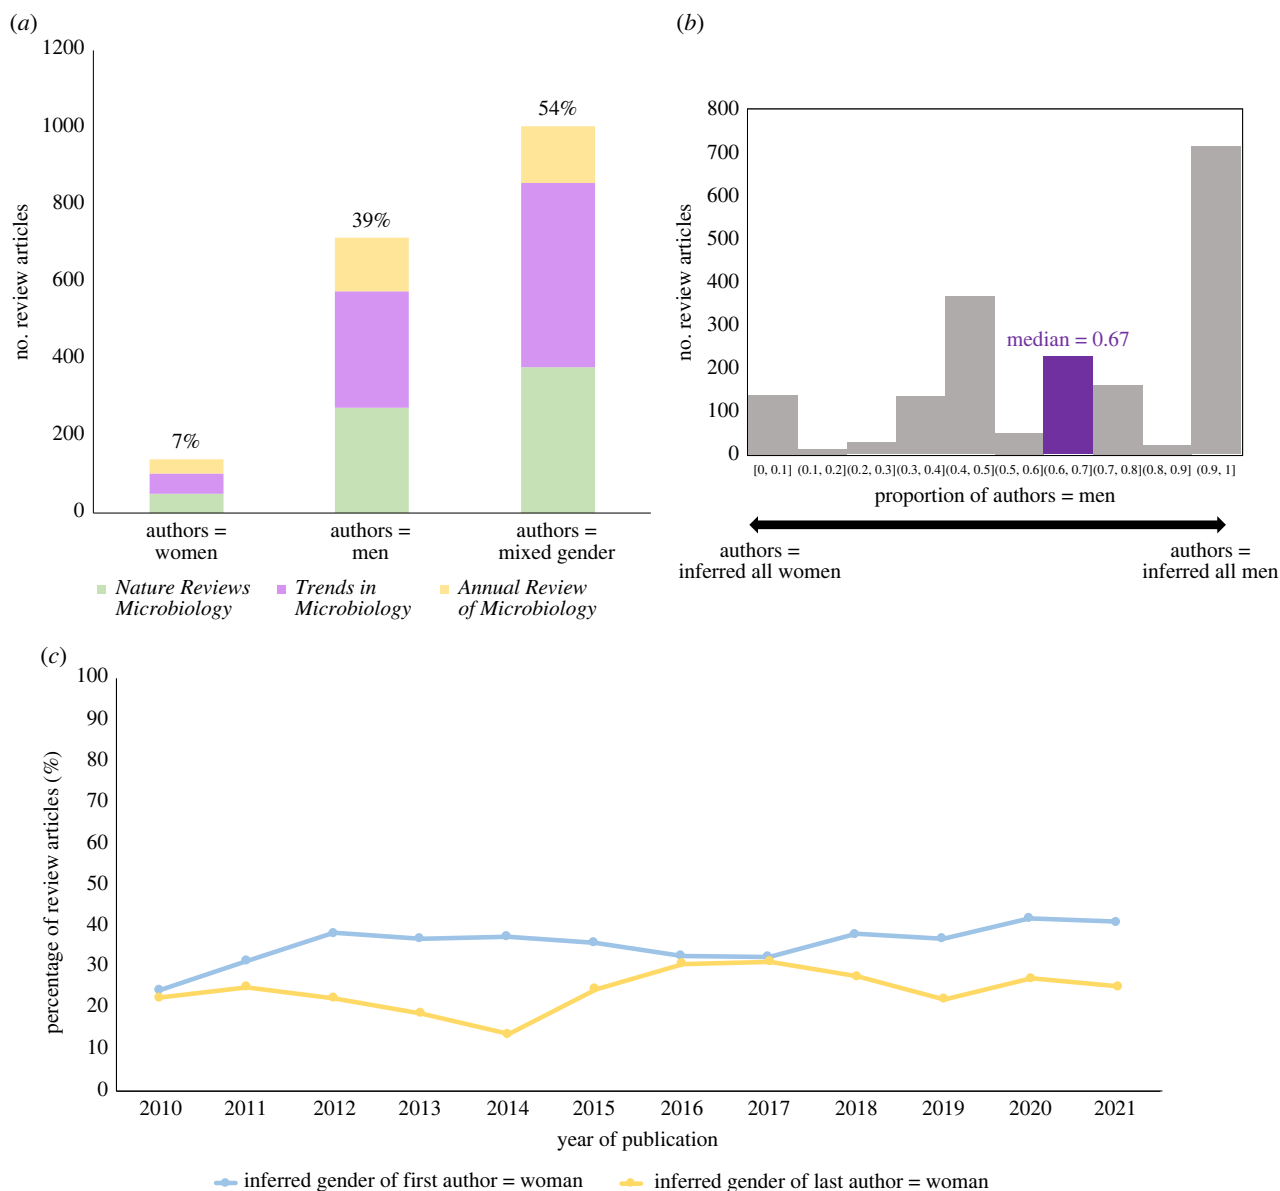 (a)
1200
1000
800
600
400
200
0
no. review articles
7%
39%
54%
authors =
women
authors =
men
authors =
mixed gender
Nature Reviews
Microbiology
Trends in
Microbiology
Annual Review
of Microbiology
(b)
800
700
600
500
400
300
200
100
0
no. review articles
median = 0.67
[0, 0.1] (0.1, 0.2] (0.2, 0.3] (0.3, 0.4] (0.4, 0.5] (0.5, 0.6] (0.6, 0.7] (0.7, 0.8] (0.8, 0.9] (0.9, 1]
proportion of authors = men
authors =
inferred all women
authors =
inferred all men
(c)
100
90
80
70
60
50
40
30
20
10
0
percentage of review articles (%)
2010 2011 2012 2013 2014 2015 2016 2017 2018 2019 2020 2021
year of publication
inferred gender of first author = woman
inferred gender of last author = woman